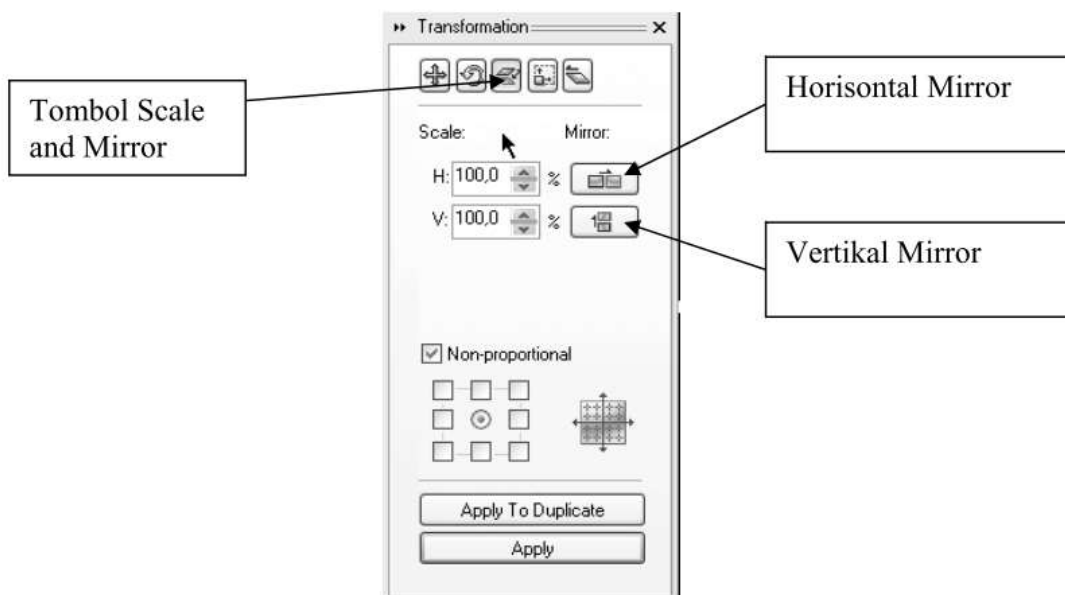 Transformation
Tombol Scale
and Mirror
Horisontal Mirror
Scale:
Mirror:
H: 100,0 %
V: 100,0 %
Vertikal Mirror
Non-proportional
Apply To Duplicate
Apply